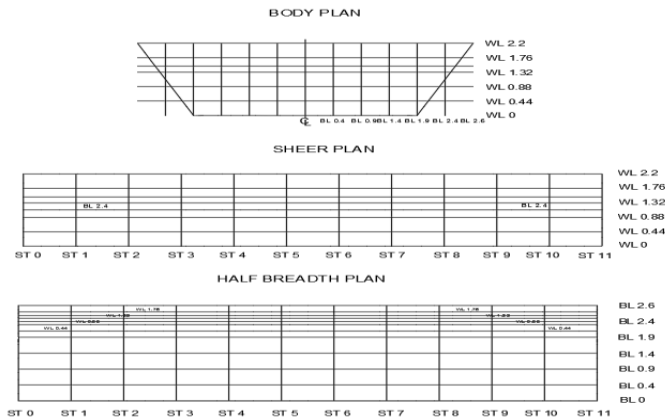 BODY PLAN
WL 2.2
WL 1.76
WL 1.32
WL 0.88
WL 0.44
WL 0
BL 0.4 BL 0.9 BL 1.4 BL 1.9 BL 2.4 BL 2.6
SHEER PLAN
WL 2.2
WL 1.76
BL 2.4 BL 2.4 WL 1.32
WL 0.88
WL 0.44
WL 0
ST 0 ST 1 ST 2 ST 3 ST 4 ST 5 ST 6 ST 7 ST 8 ST 9 ST 10 ST 11
HALF BREADTH PLAN
BL 2.6
WL 1.76 WL 1.76
BL 2.4
WL 0.44 WL 0.44
BL 1.9
BL 1.4
BL 0.9
BL 0.4
BL 0
ST 0 ST 1 ST 2 ST 3 ST 4 ST 5 ST 6 ST 7 ST 8 ST 9 ST 10 ST 11